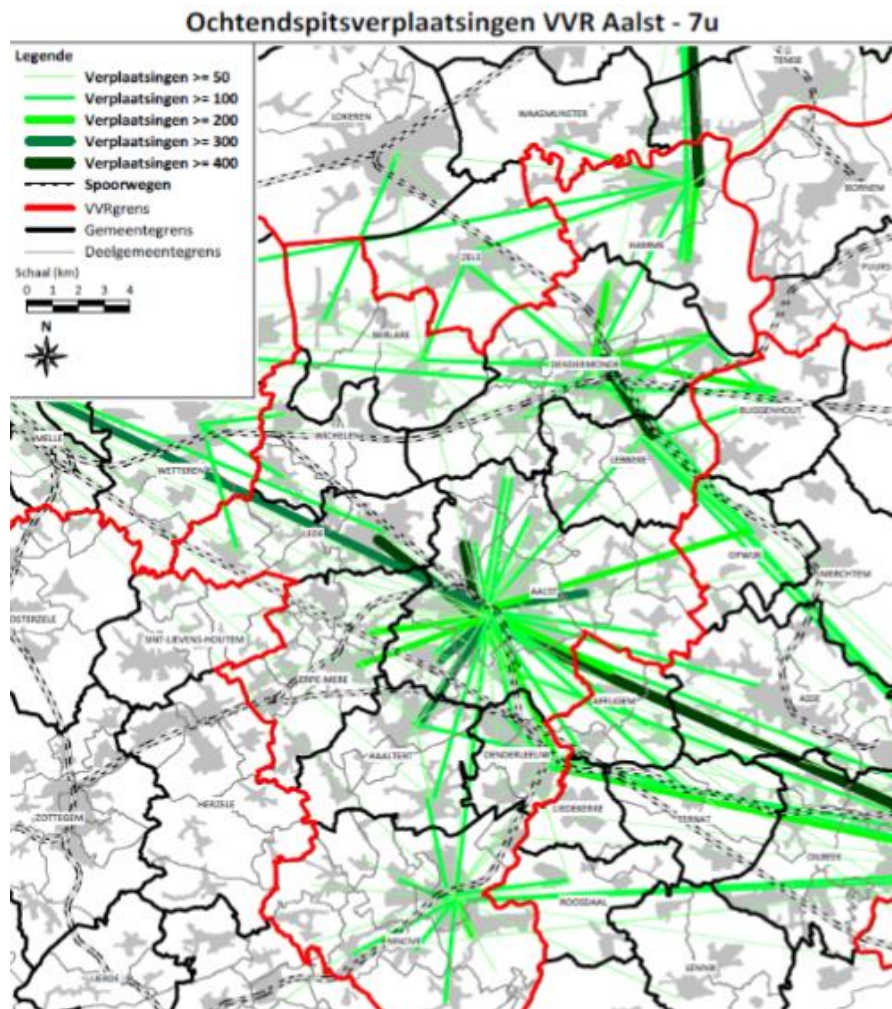 Ochtendspitsverplaatsingen VVR Aalst - 7u
Legende
Verplaatsingen >= 50
Verplaatsingen >= 100
Verplaatsingen >= 200
Verplaatsingen >= 300
Verplaatsingen >= 400
Spoorwegen
VVRgrens
Gemeentegrens
Deelgemeentegrens
Schaal (km)
0 1 2 3 4
N
TEMSE
LOKEREN
WAASMUNSTER
BORNEM
HAMME
ZELE
BERLARE
DENDERMONDE
BUGGENHOUT
MELLE
WICHELEN
WETTEREN
LEBBEKE
LEDE
OPWIJK
MERCHTEM
AALST
OOSTERZELE
SINT-LIEVENS-HOUTEM
ERPE-MERE
AFFLIGEM
ASSE
HAALTERT
DENDERLEEUW
HERZELE
LIEDEKERKE
ZOTTEGEM
TERNAT
DILBEEK
ROOSDAAL
NINOVE
LENNIK
LIERDE